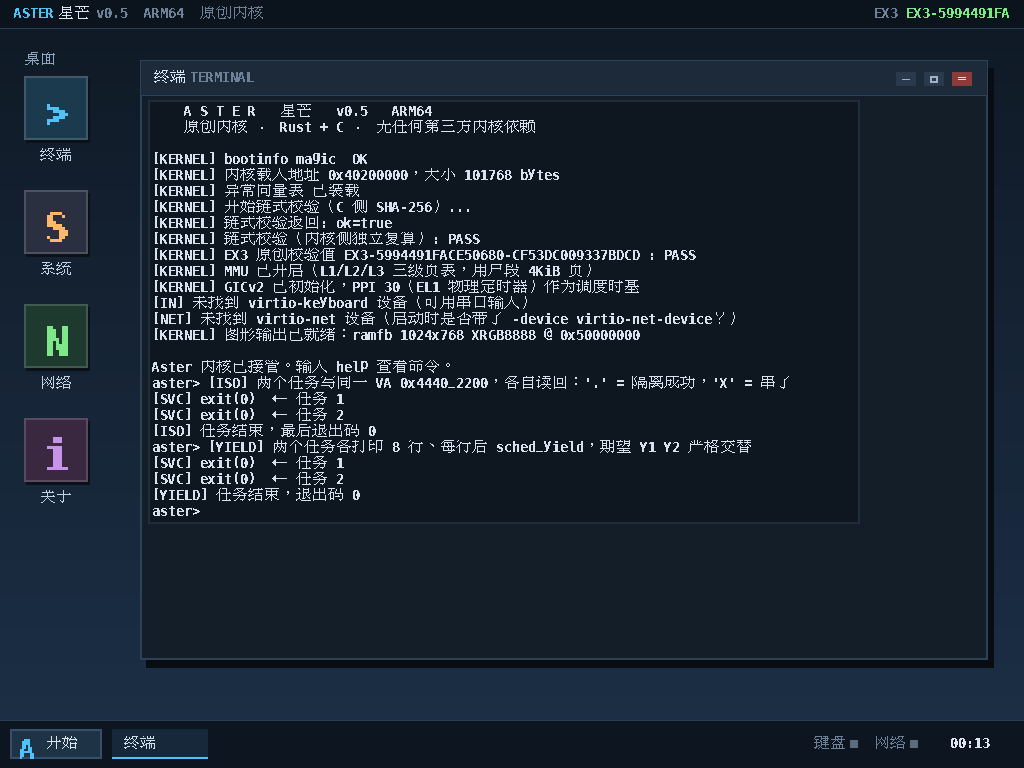 ASTER 星芒 v0.5 ARM64 原创内核
EX3 EX3-5994491FA
桌面
终端
系统
网络
关于
终端 TERMINAL
A S T E R 星芒 v0.5 ARM64
原创内核 · Rust + C · 无任何第三方内核依赖
[KERNEL] bootinfo magic OK
[KERNEL] 内核载入地址 0x40200000，大小 101768 bytes
[KERNEL] 异常向量表 已装载
[KERNEL] 开始链式校验（C 侧 SHA-256）...
[KERNEL] 链式校验返回: ok=true
[KERNEL] 链式校验（内核侧独立复算）: PASS
[KERNEL] EX3 原创校验值 EX3-5994491FACE50680-CF53DC009337BDCD : PASS
[KERNEL] MMU 已开启（L1/L2/L3 三级页表，用户段 4KiB 页）
[KERNEL] GICv2 已初始化，PPI 30（EL1 物理定时器）作为调度时基
[IN] 未找到 virtio-keyboard 设备（可用串口输入）
[NET] 未找到 virtio-net 设备（启动时是否带了 -device virtio-net-device？）
[KERNEL] 图形输出已就绪：ramfb 1024x768 XRGB8888 @ 0x50000000
Aster 内核已接管。输入 help 查看命令。
aster> [ISO] 两个任务写同一 VA 0x4440_2200，各自读回：'.' = 隔离成功，'X' = 串了
[SVC] exit(0) ← 任务 1
[SVC] exit(0) ← 任务 2
[ISO] 任务结束，最后退出码 0
aster> [YIELD] 两个任务各打印 8 行、每行后 sched_yield，期望 Y1 Y2 严格交替
[SVC] exit(0) ← 任务 1
[SVC] exit(0) ← 任务 2
[YIELD] 任务结束，退出码 0
aster>
A 开始
终端
键盘
网络
00:13